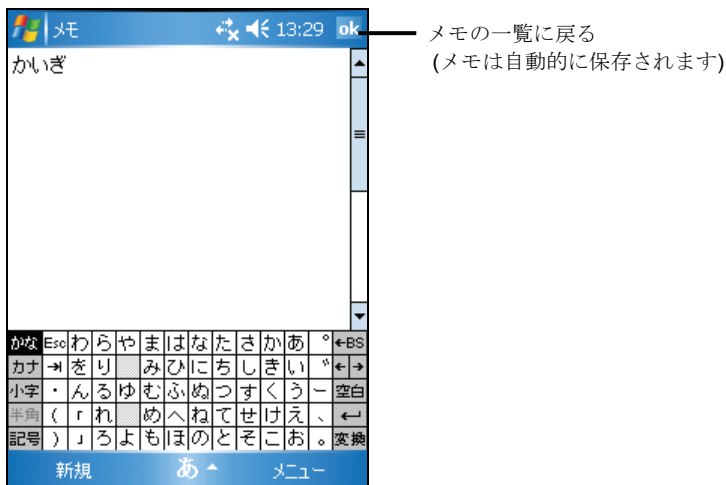 メモ 13:29 ok
メモの一覧に戻る
(メモは自動的に保存されます)
かいぎ
かな Esc わ ら や ま は な た さ か あ ゜ ←BS
カナ →| を り み ひ に ち し き い ゛ ← →
小字 ・ ん る ゆ む ふ ぬ つ す く う ー 空白
半角 ( 「 れ め へ ね て せ け え 、 ↵
記号 ) 」 ろ よ も ほ の と そ こ お 。 変換
新規 あ メニュー